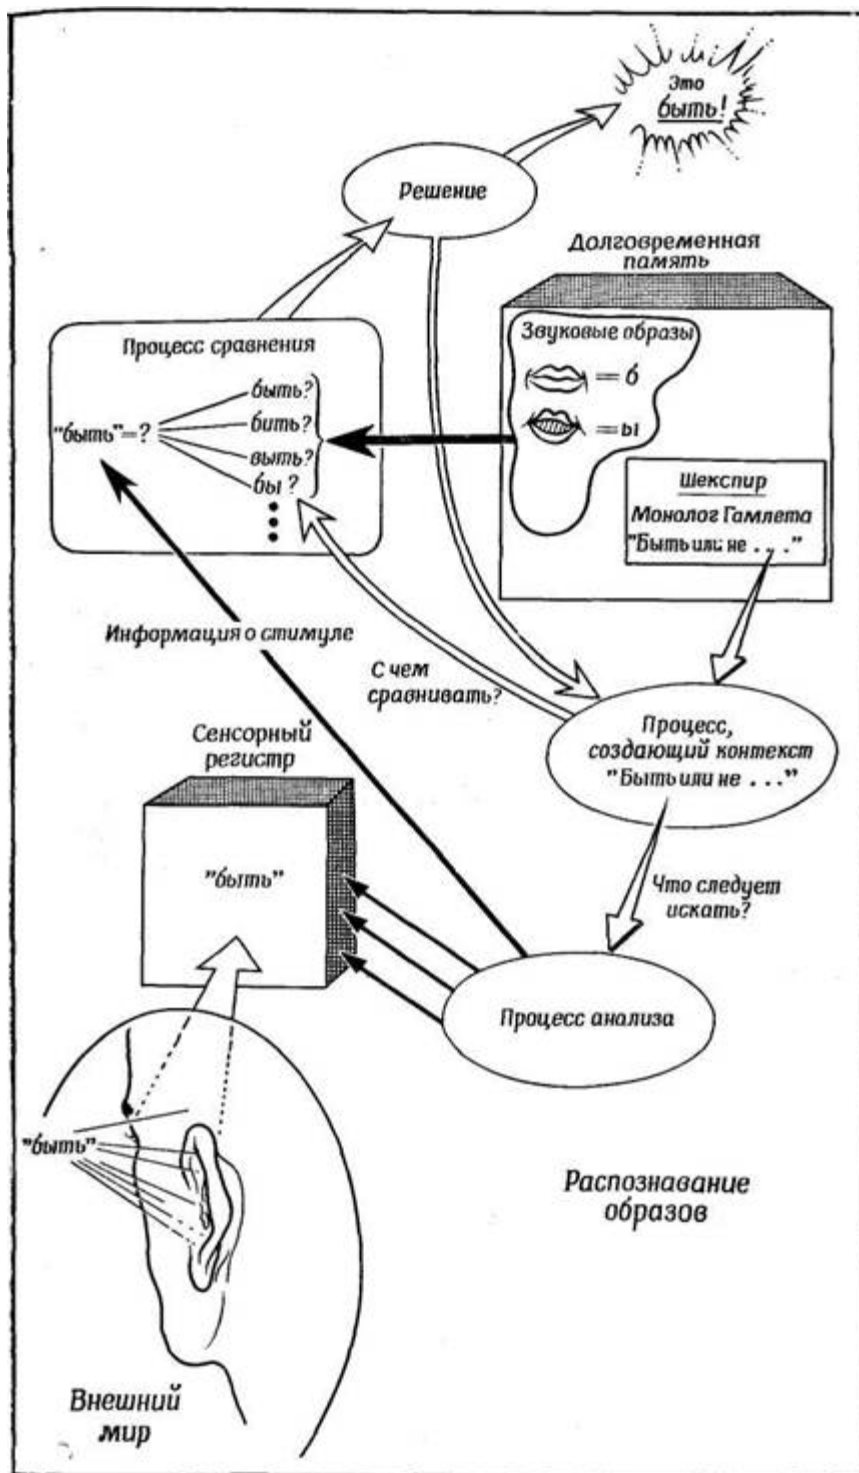 Это
быть!
Решение
Долговременная
память
Звуковые образы
= б
= ы
Шекспир
Монолог Гамлета
"Быть или не . . ."
Процесс сравнения
"быть"=?
быть?
бить?
выть?
бы?
Информация о стимуле
С чем
сравнивать?
Процесс,
создающий контекст
"Быть или не . . ."
Сенсорный
регистр
"быть"
Что следует
искать?
Процесс анализа
"быть"
Распознавание
образов
Внешний
мир